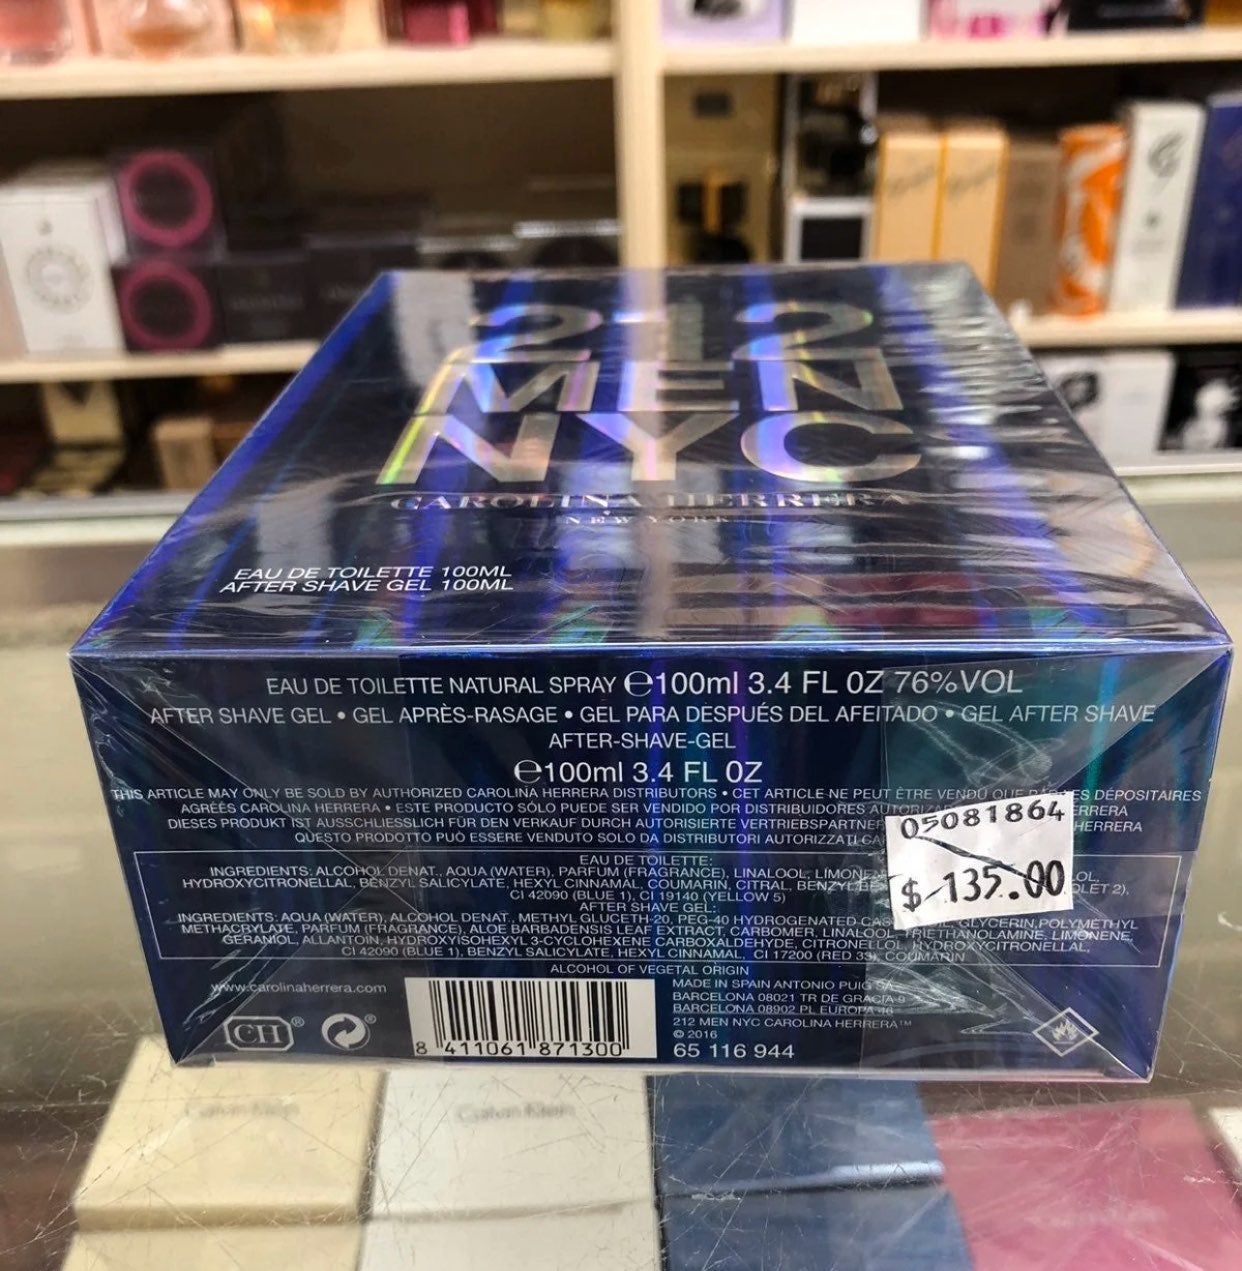 212
MEN
NYC
CAROLINA HERRERA
NEW YORK
EAU DE TOILETTE 100ML
AFTER SHAVE GEL 100ML
EAU DE TOILETTE NATURAL SPRAY ℮100ml 3.4 FL OZ 76%VOL
AFTER SHAVE GEL • GEL APRÈS-RASAGE • GEL PARA DESPUÉS DEL AFEITADO • GEL AFTER SHAVE
AFTER-SHAVE-GEL
℮100ml 3.4 FL OZ
THIS ARTICLE MAY ONLY BE SOLD BY AUTHORIZED CAROLINA HERRERA DISTRIBUTORS • CET ARTICLE NE PEUT ÊTRE VENDU QUE DÉPOSITAIRES
AGRÉÉS CAROLINA HERRERA • ESTE PRODUCTO SÓLO PUEDE SER VENDIDO POR DISTRIBUIDORES
DIESES PRODUKT IST AUSSCHLIESSLICH FÜR DEN VERKAUF DURCH AUTORISIERTE VERTRIEBSPARTNER HERRERA
QUESTO PRODOTTO PUÒ ESSERE VENDUTO SOLO DA DISTRIBUTORI AUTORIZZATI
05081864
$ 135.00
EAU DE TOILETTE:
INGREDIENTS: ALCOHOL DENAT., AQUA (WATER), PARFUM (FRAGRANCE), LINALOOL,
HYDROXYCITRONELLAL, BENZYL SALICYLATE, HEXYL CINNAMAL, COUMARIN, CITRAL, 2),
CI 42090 (BLUE 1), CI 19140 (YELLOW 5)
AFTER SHAVE GEL:
INGREDIENTS: AQUA (WATER), ALCOHOL DENAT., METHYL GLUCETH-20, PEG-40 HYDROGENATED GLYCERIN, POLYMETHYL
METHACRYLATE, PARFUM (FRAGRANCE), ALOE BARBADENSIS LEAF EXTRACT, CARBOMER, LINALOOL, TRIETHANOLAMINE, LIMONENE,
GERANIOL, ALLANTOIN, HYDROXYISOHEXYL 3-CYCLOHEXENE CARBOXALDEHYDE, CITRONELLOL, HYDROXYCITRONELLAL,
CI 42090 (BLUE 1), BENZYL SALICYLATE, HEXYL CINNAMAL, CI 17200 (RED 33), COUMARIN
ALCOHOL OF VEGETAL ORIGIN
www.carolinaherrera.com
CH®
®
8 411061 871300
MADE IN SPAIN ANTONIO PUIG SA
BARCELONA 08021 TR DE GRACIA 9
BARCELONA 08902 PL EUROPA 46
212 MEN NYC CAROLINA HERRERA™
© 2016
65 116 944
Calvin Klein
Calvin Klein